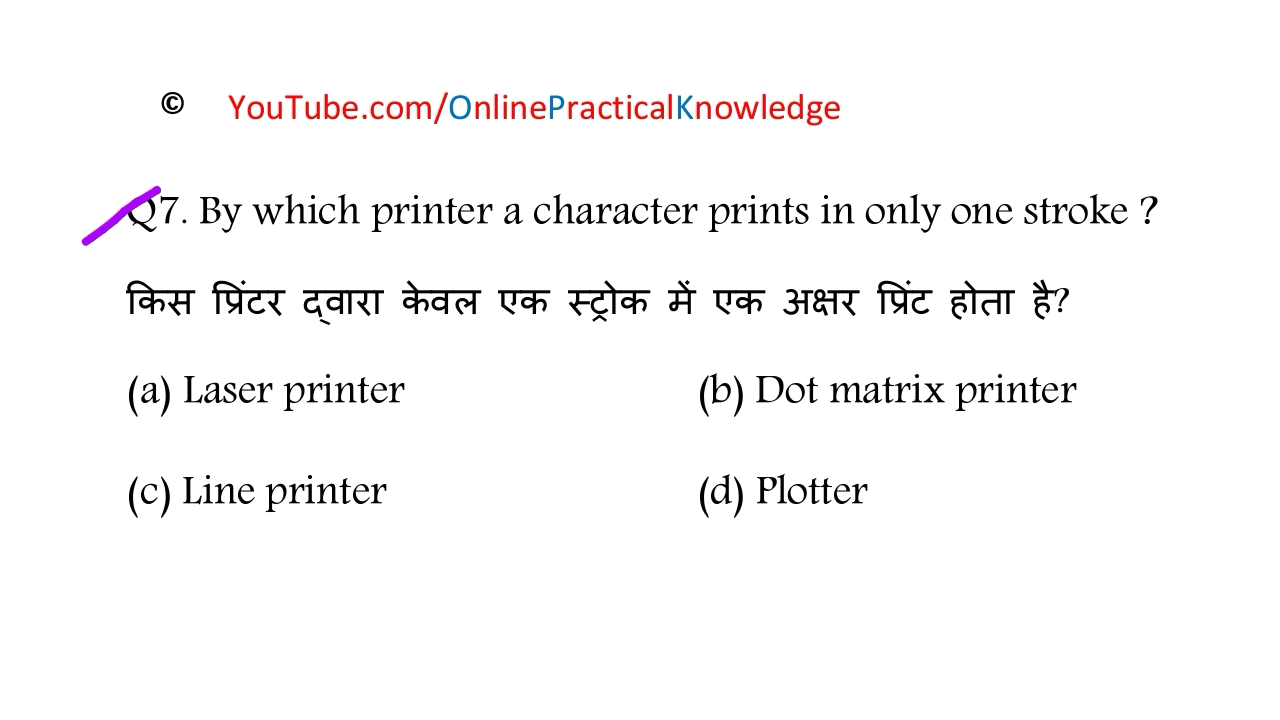 © YouTube.com/OnlinePracticalKnowledge
Q7. By which printer a character prints in only one stroke ?
किस प्रिंटर द्वारा केवल एक स्ट्रोक में एक अक्षर प्रिंट होता है?
(a) Laser printer (b) Dot matrix printer
(c) Line printer (d) Plotter